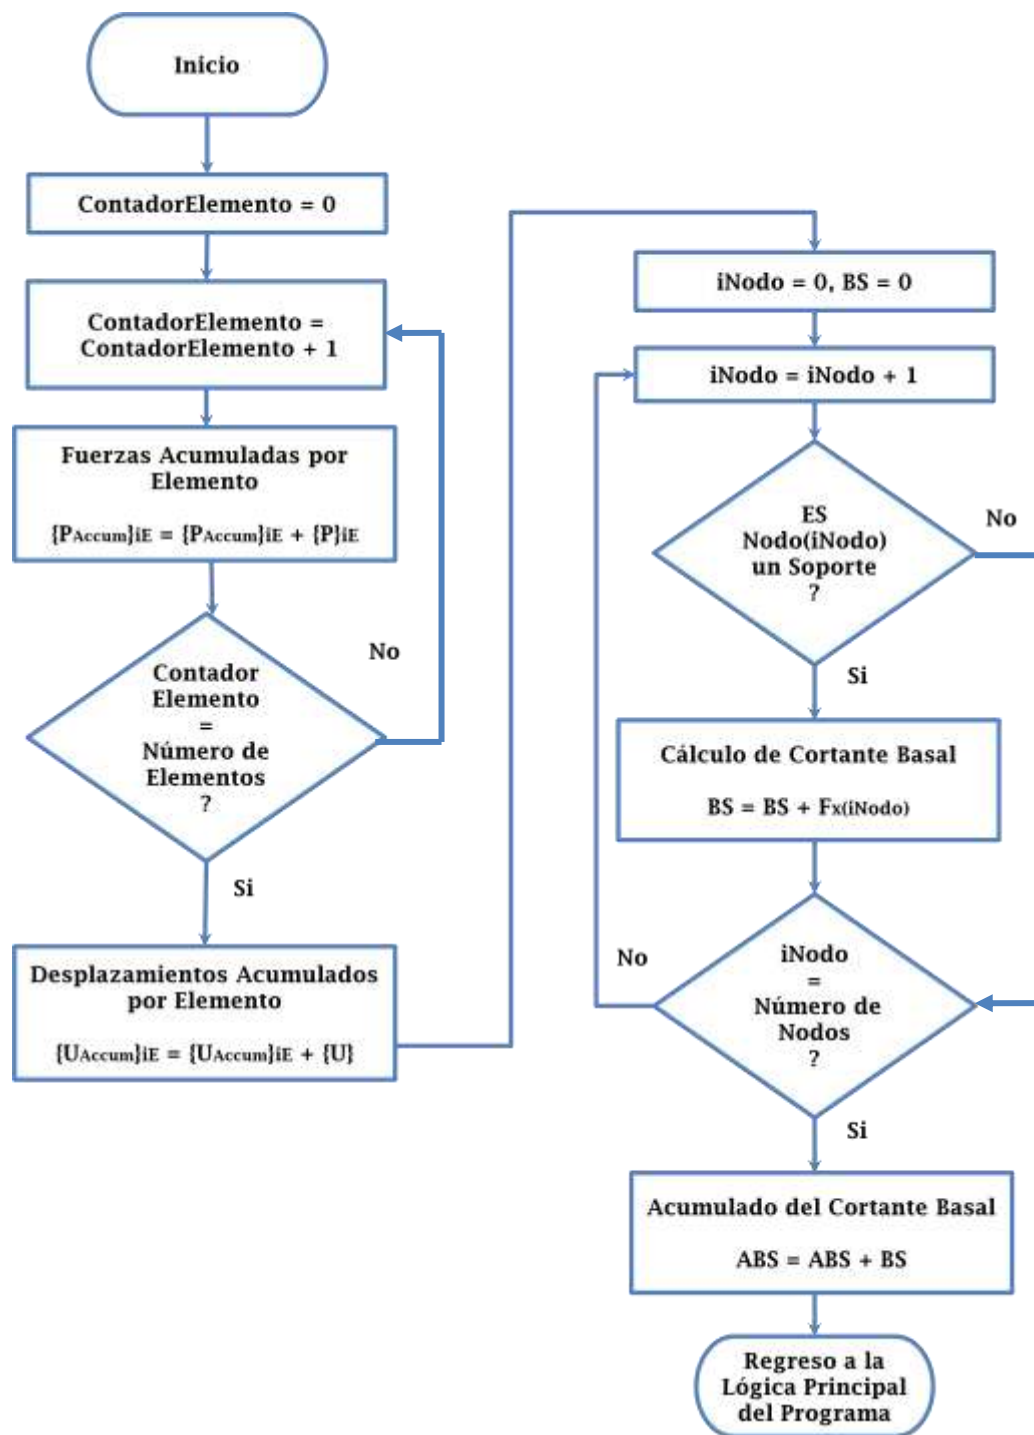 Inicio
ContadorElemento = 0
ContadorElemento =
ContadorElemento + 1
Fuerzas Acumuladas por
Elemento
{PAccum}iE = {PAccum}iE + {P}iE
No
Contador
Elemento
=
Número de
Elementos
?
Si
Desplazamientos Acumulados
por Elemento
{UAccum}iE = {UAccum}iE + {U}
iNodo = 0, BS = 0
iNodo = iNodo + 1
ES
Nodo(iNodo)
un Soporte
?
No
Si
Cálculo de Cortante Basal
BS = BS + Fx(iNodo)
No
iNodo
=
Número de
Nodos
?
Si
Acumulado del Cortante Basal
ABS = ABS + BS
Regreso a la
Lógica Principal
del Programa